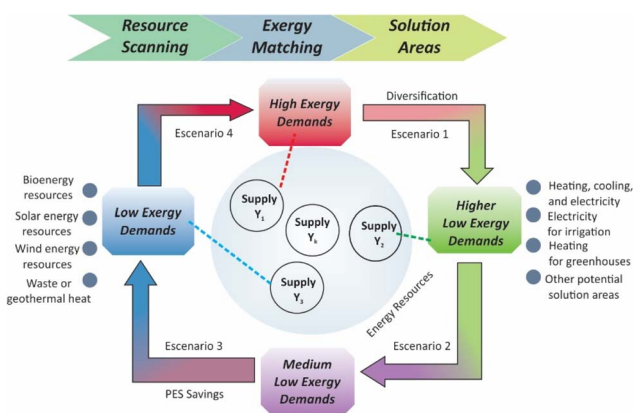 Resource
Scanning
Exergy
Matching
Solution
Areas
High Exergy
Demands
Diversification
Escenario 4
Escenario 1
Bioenergy
resources
Solar energy
resources
Wind energy
resources
Waste or
geothermal heat
Low Exergy
Demands
Supply
Y1
Supply
Yk
Supply
Y2
Supply
Y3
Higher
Low Exergy
Demands
Heating, cooling,
and electricity
Electricity
for irrigation
Heating
for greenhouses
Other potential
solution areas
Energy Resources
Escenario 3
Escenario 2
PES Savings
Medium
Low Exergy
Demands